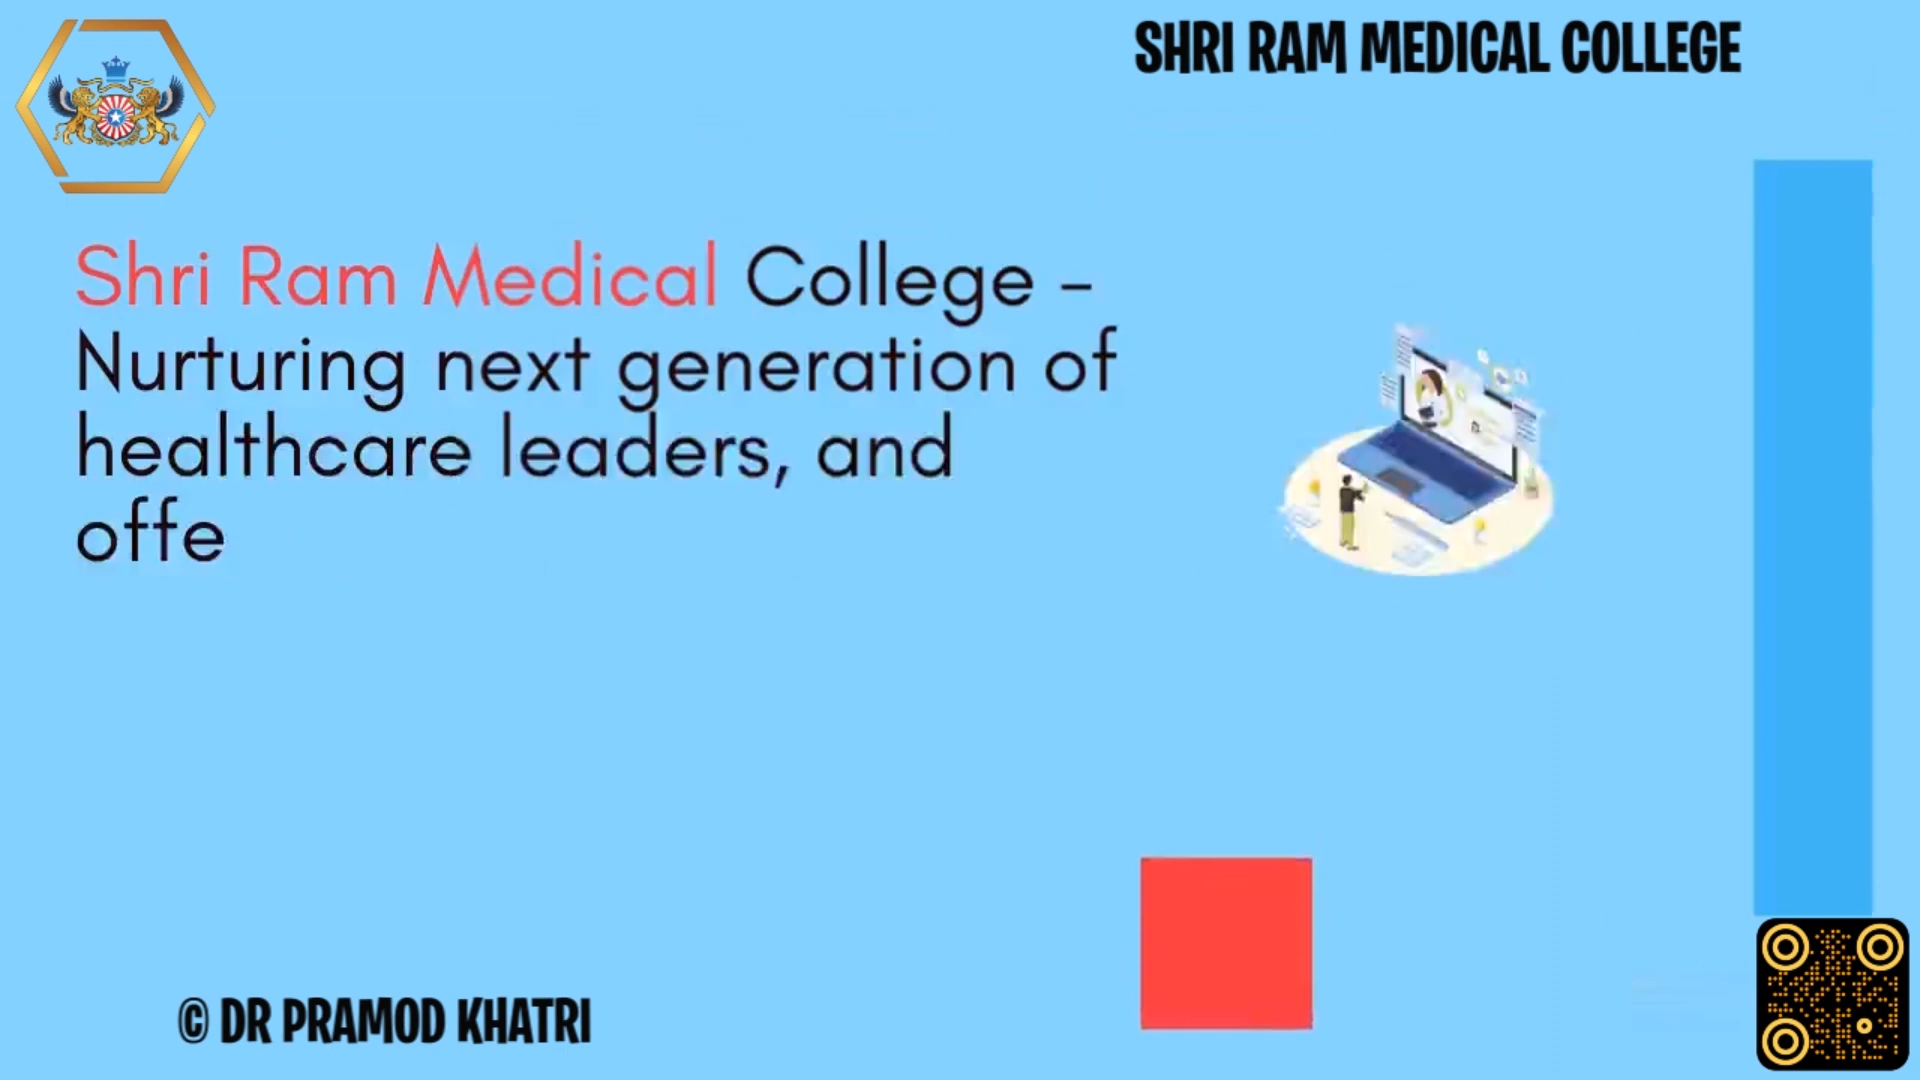 SHRI RAM MEDICAL COLLEGE
Shri Ram Medical College –
Nurturing next generation of
healthcare leaders, and
offe
© DR PRAMOD KHATRI